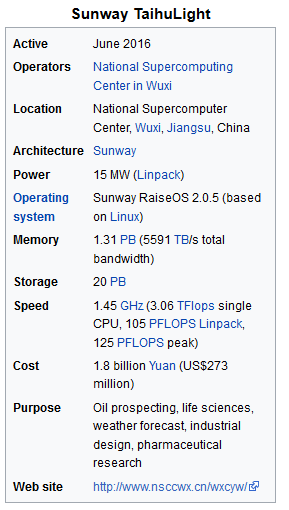 Sunway TaihuLight
Active June 2016
Operators National Supercomputing
Center in Wuxi
Location National Supercomputer
Center, Wuxi, Jiangsu, China
Architecture Sunway
Power 15 MW (Linpack)
Operating Sunway RaiseOS 2.0.5 (based
system on Linux)
Memory 1.31 PB (5591 TB/s total
bandwidth)
Storage 20 PB
Speed 1.45 GHz (3.06 TFlops single
CPU, 105 PFLOPS Linpack,
125 PFLOPS peak)
Cost 1.8 billion Yuan (US$273
million)
Purpose Oil prospecting, life sciences,
weather forecast, industrial
design, pharmaceutical
research
Web site http://www.nsccwx.cn/wxcyw/